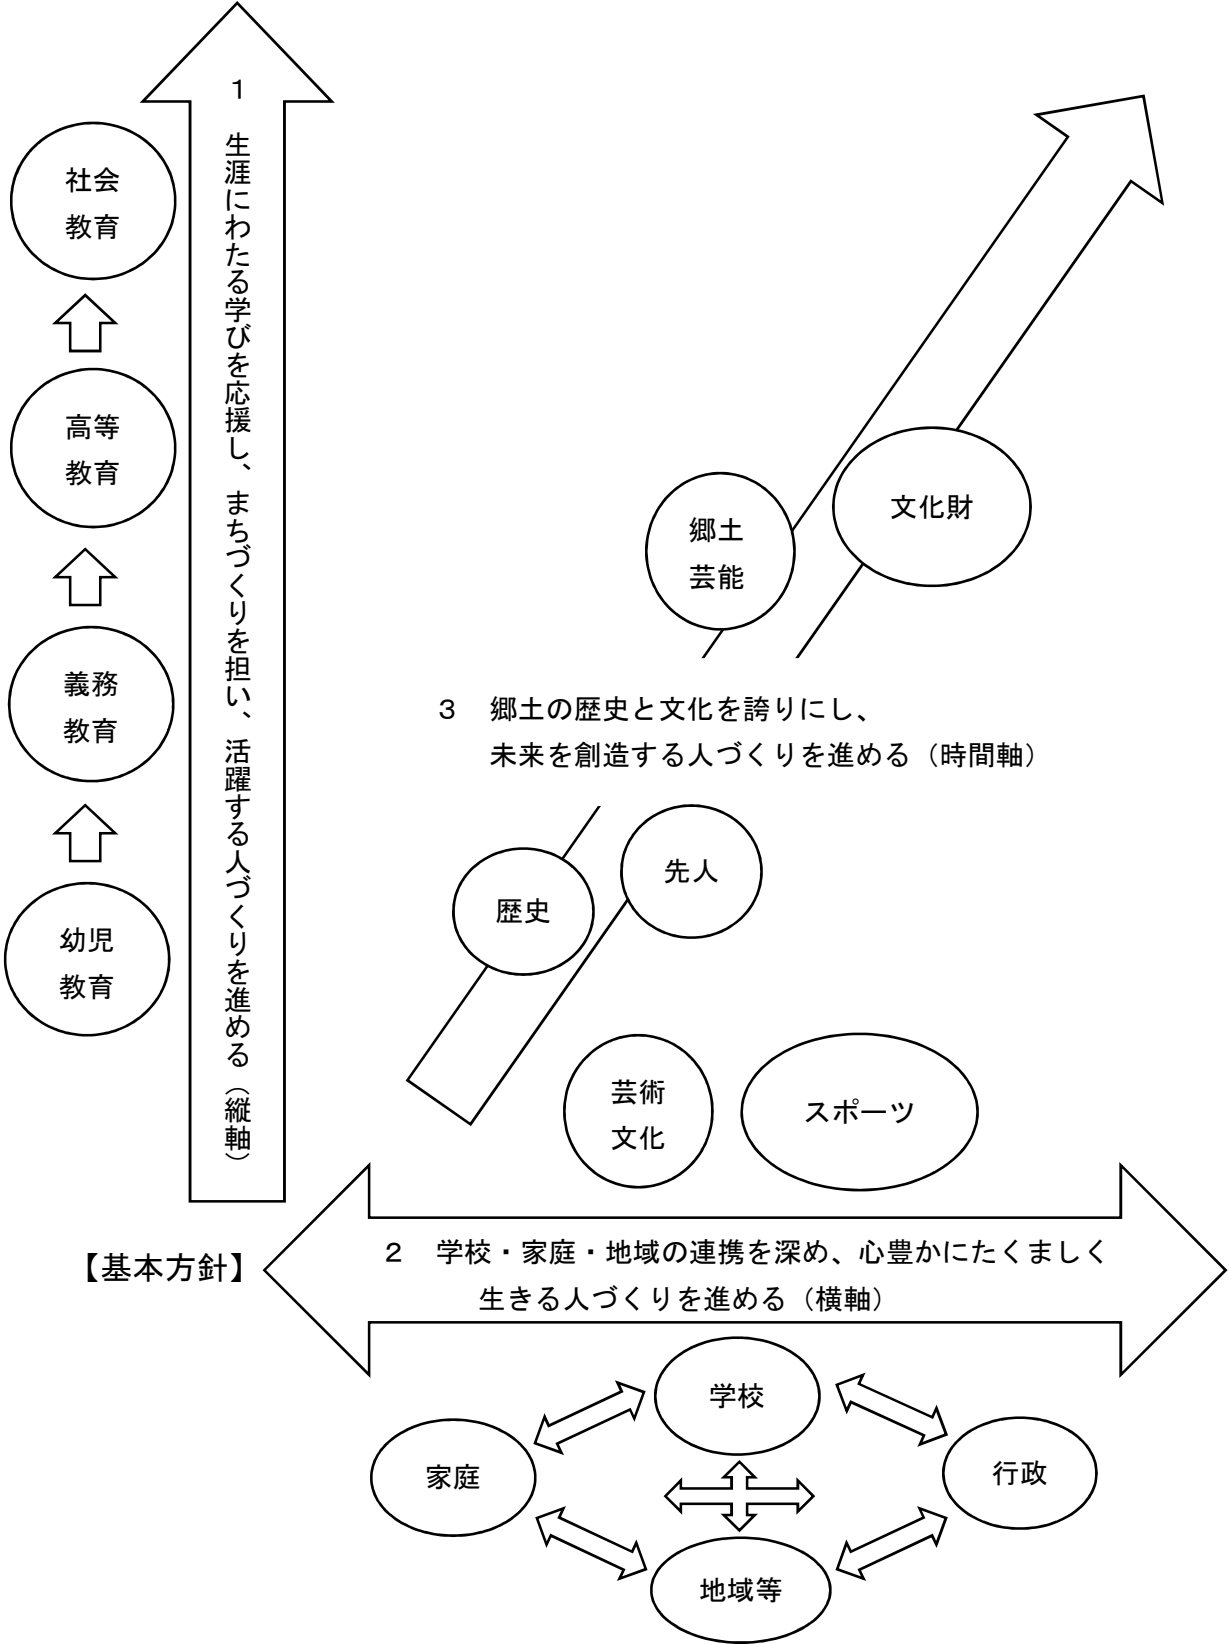 1　生涯にわたる学びを応援し、まちづくりを担い、活躍する人づくりを進める（縦軸）
社会
教育
高等
教育
義務
教育
幼児
教育
郷土
芸能
文化財
３　郷土の歴史と文化を誇りにし、
未来を創造する人づくりを進める（時間軸）
先人
歴史
芸術
文化
スポーツ
【基本方針】
２　学校・家庭・地域の連携を深め、心豊かにたくましく
生きる人づくりを進める（横軸）
学校
家庭
行政
地域等